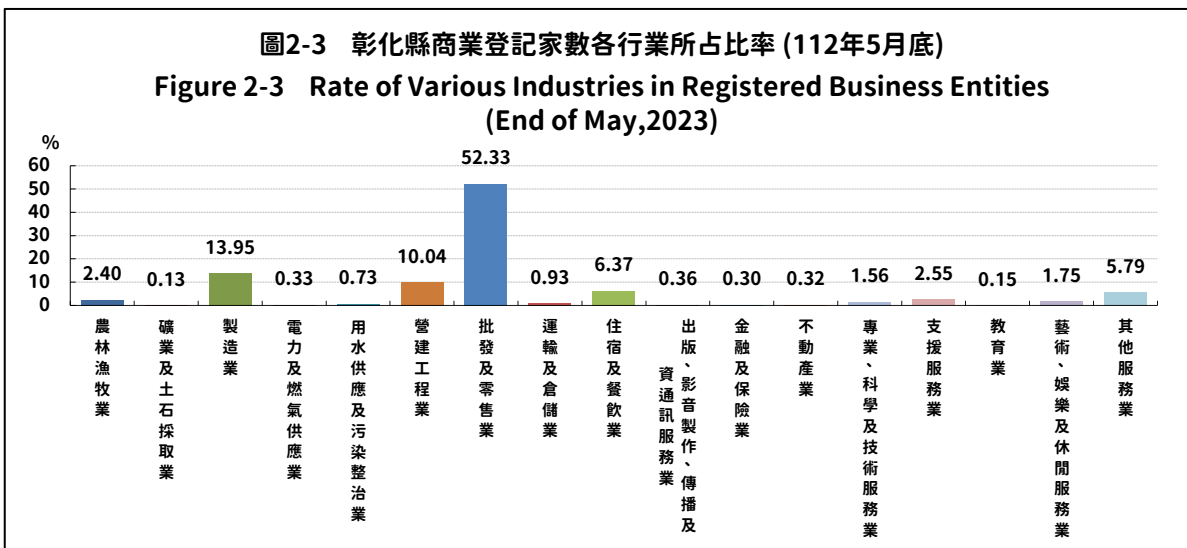 圖2-3 彰化縣商業登記家數各行業所占比率 (112年5月底)
Figure 2-3 Rate of Various Industries in Registered Business Entities
(End of May,2023)
%
60
50
40
30
20
10
0
2.40
0.13
13.95
0.33
0.73
10.04
52.33
0.93
6.37
0.36
0.30
0.32
1.56
2.55
0.15
1.75
5.79
農林漁牧業
礦業及土石採取業
製造業
電力及燃氣供應業
用水供應及污染整治業
營建工程業
批發及零售業
運輸及倉儲業
住宿及餐飲業
出版、影音製作、傳播及
資通訊服務業
金融及保險業
不動產業
專業、科學及技術服務業
支援服務業
教育業
藝術、娛樂及休閒服務業
其他服務業